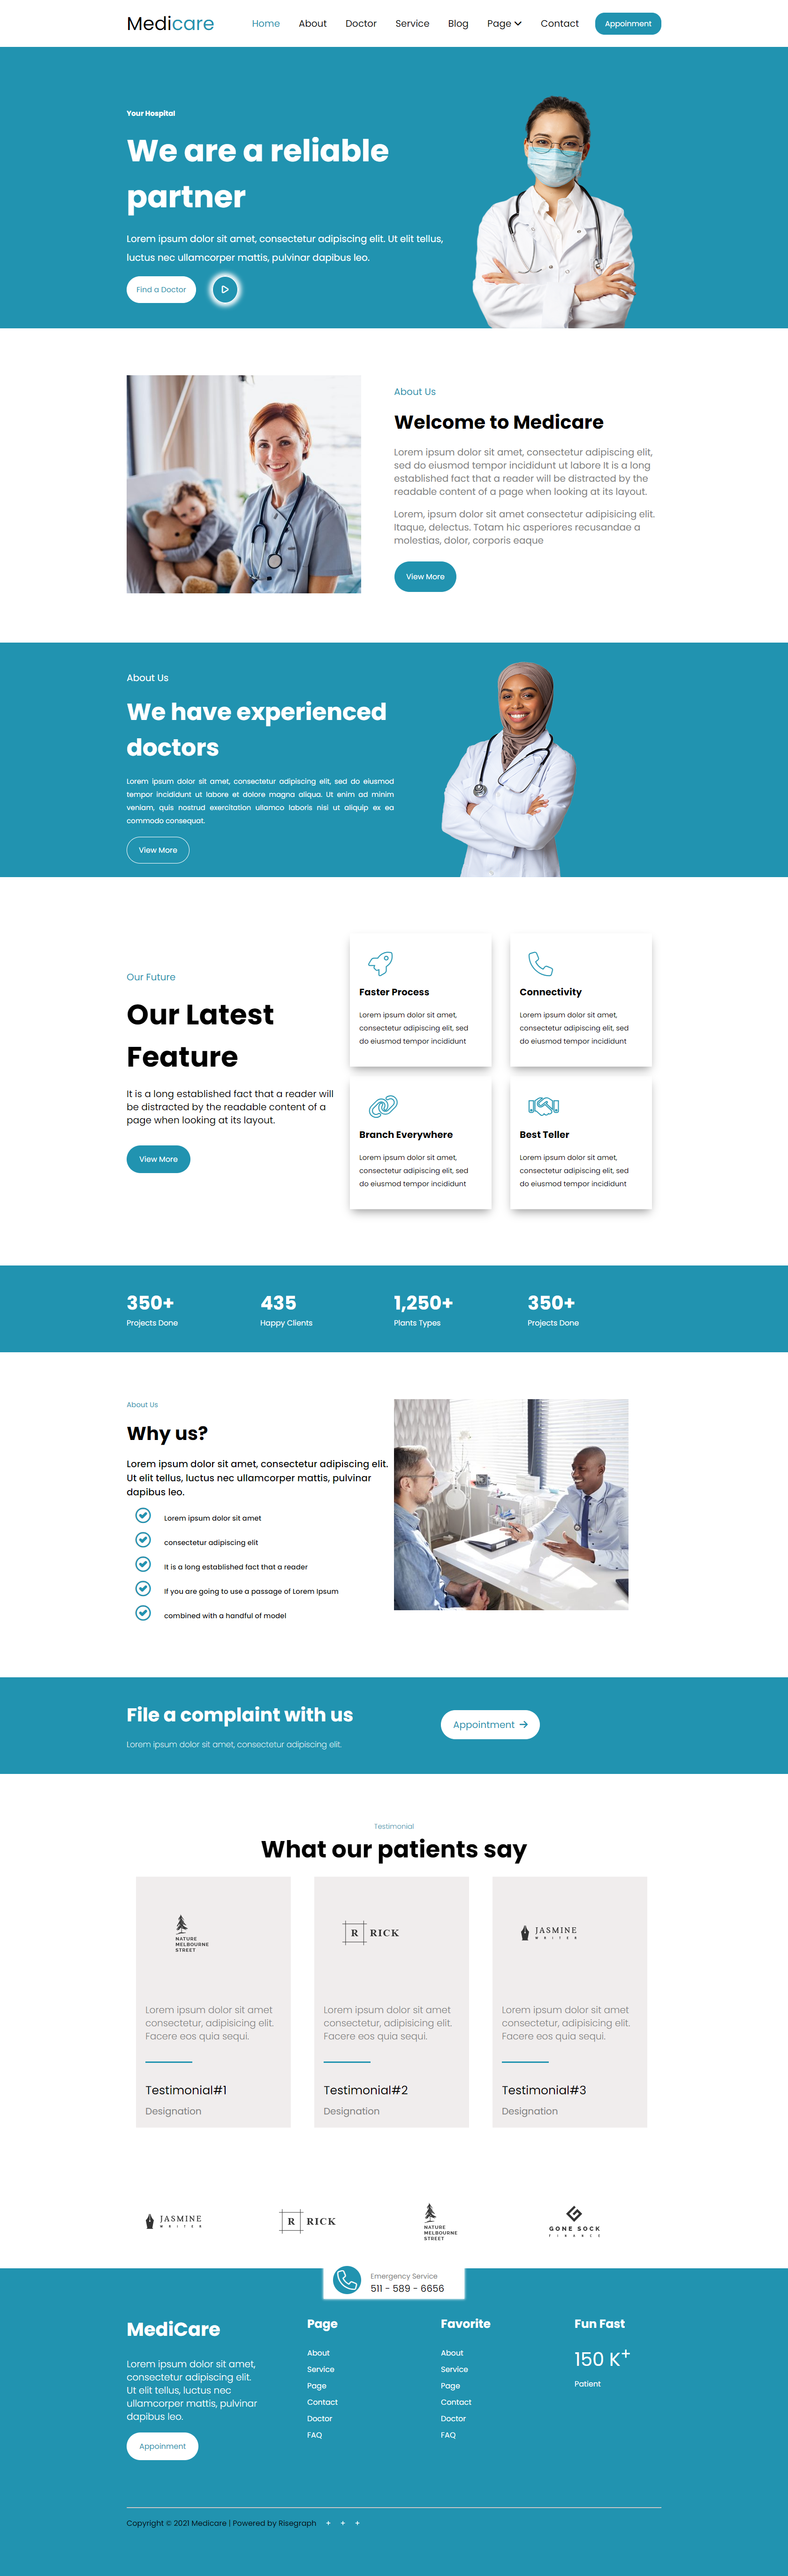 Medicare
Home About Doctor Service Blog Page Contact Appoinment
Your Hospital
We are a reliable
partner
Lorem ipsum dolor sit amet, consectetur adipiscing elit. Ut elit tellus,
luctus nec ullamcorper mattis, pulvinar dapibus leo.
Find a Doctor
About Us
Welcome to Medicare
Lorem ipsum dolor sit amet, consectetur adipiscing elit,
sed do eiusmod tempor incididunt ut labore It is a long
established fact that a reader will be distracted by the
readable content of a page when looking at its layout.
Lorem, ipsum dolor sit amet consectetur adipisicing elit.
Itaque, delectus. Totam hic asperiores recusandae a
molestias, dolor, corporis eaque
View More
About Us
We have experienced
doctors
Lorem ipsum dolor sit amet, consectetur adipiscing elit, sed do eiusmod
tempor incididunt ut labore et dolore magna aliqua. Ut enim ad minim
veniam, quis nostrud exercitation ullamco laboris nisi ut aliquip ex ea
commodo consequat.
View More
Our Future
Our Latest
Feature
It is a long established fact that a reader will
be distracted by the readable content of a
page when looking at its layout.
View More
Faster Process
Lorem ipsum dolor sit amet,
consectetur adipiscing elit, sed
do eiusmod tempor incididunt
Connectivity
Lorem ipsum dolor sit amet,
consectetur adipiscing elit, sed
do eiusmod tempor incididunt
Branch Everywhere
Lorem ipsum dolor sit amet,
consectetur adipiscing elit, sed
do eiusmod tempor incididunt
Best Teller
Lorem ipsum dolor sit amet,
consectetur adipiscing elit, sed
do eiusmod tempor incididunt
350+ 435 1,250+ 350+
Projects Done Happy Clients Plants Types Projects Done
About Us
Why us?
Lorem ipsum dolor sit amet, consectetur adipiscing elit.
Ut elit tellus, luctus nec ullamcorper mattis, pulvinar
dapibus leo.
Lorem ipsum dolor sit amet
consectetur adipiscing elit
It is a long established fact that a reader
If you are going to use a passage of Lorem Ipsum
combined with a handful of model
File a complaint with us
Lorem ipsum dolor sit amet, consectetur adipiscing elit.
Appointment
Testimonial
What our patients say
NATURE
MELBOURNE
STREET
Lorem ipsum dolor sit amet
consectetur, adipisicing elit.
Facere eos quia sequi.
Testimonial#1
Designation
R RICK
Lorem ipsum dolor sit amet
consectetur, adipisicing elit.
Facere eos quia sequi.
Testimonial#2
Designation
JASMINE
WRITER
Lorem ipsum dolor sit amet
consectetur, adipisicing elit.
Facere eos quia sequi.
Testimonial#3
Designation
JASMINE
WRITER
R RICK
NATURE
MELBOURNE
STREET
GONE SOCK
FINANCE
Emergency Service
511 - 589 - 6656
MediCare
Lorem ipsum dolor sit amet,
consectetur adipiscing elit.
Ut elit tellus, luctus nec
ullamcorper mattis, pulvinar
dapibus leo.
Appoinment
Page
About
Service
Page
Contact
Doctor
FAQ
Favorite
About
Service
Page
Contact
Doctor
FAQ
Fun Fast
150 K+
Patient
Copyright © 2021 Medicare | Powered by Risegraph + + +